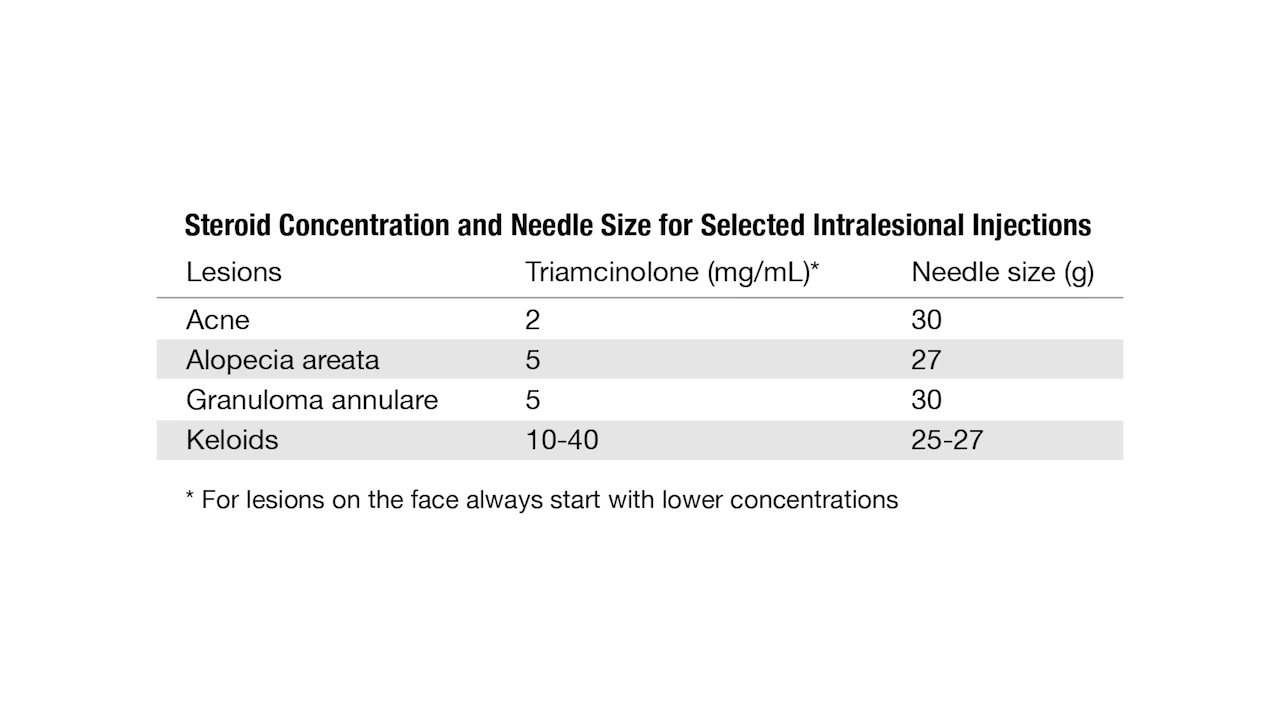 Steroid Concentration and Needle Size for Selected Intralesional Injections
Lesions Triamcinolone (mg/mL)* Needle size (g)
Acne 2 30
Alopecia areata 5 27
Granuloma annulare 5 30
Keloids 10-40 25-27
* For lesions on the face always start with lower concentrations